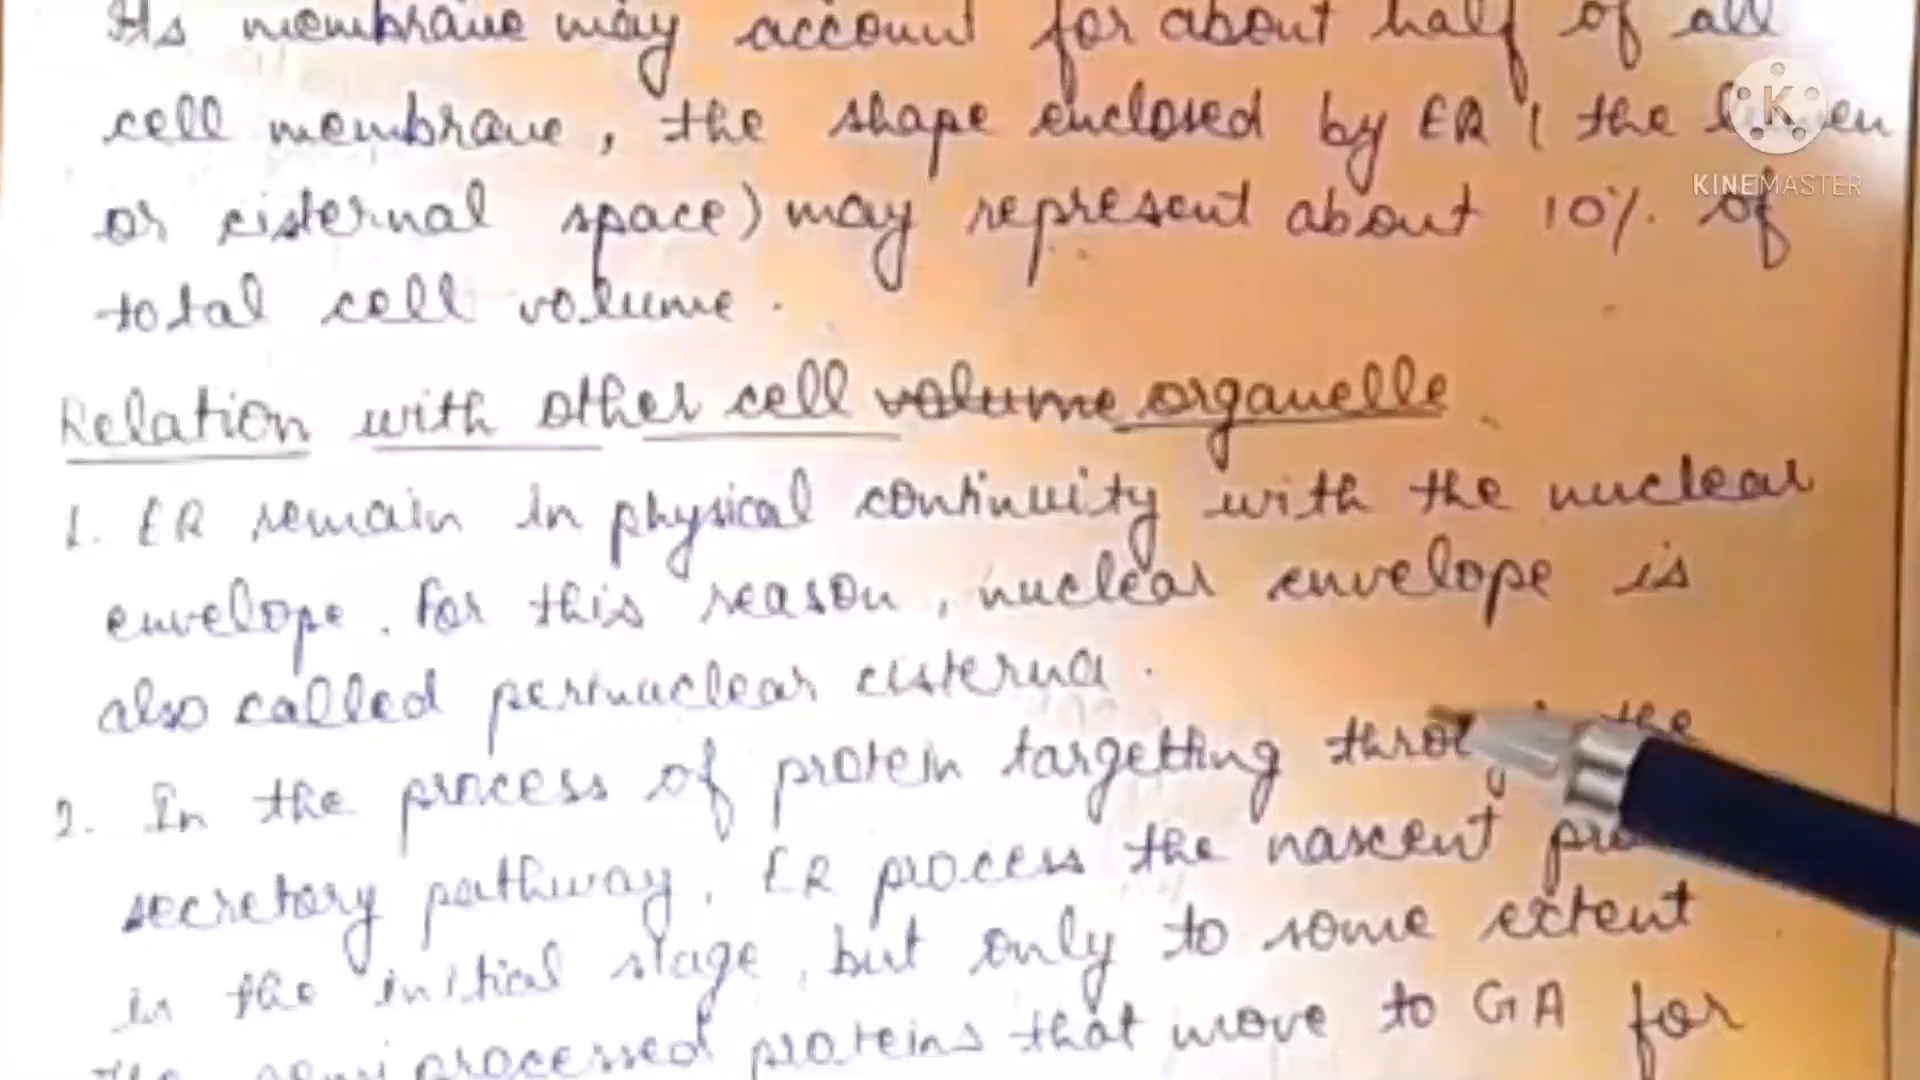 Its membrane may account for about half of all
cell membrane, the shape enclosed by ER ( the lumen
or cisternal space) may represent about 10% of
total cell volume.
Relation with other cell volume organelle
1. ER remain in physical continuity with the nuclear
envelope. For this reason, nuclear envelope is
also called perinuclear cisterna.
2. In the process of protein targetting the
secretory pathway, ER process the nascent
in the initial stage, but only to some extent
processed proteins that move to GA for
K
KINEMASTER